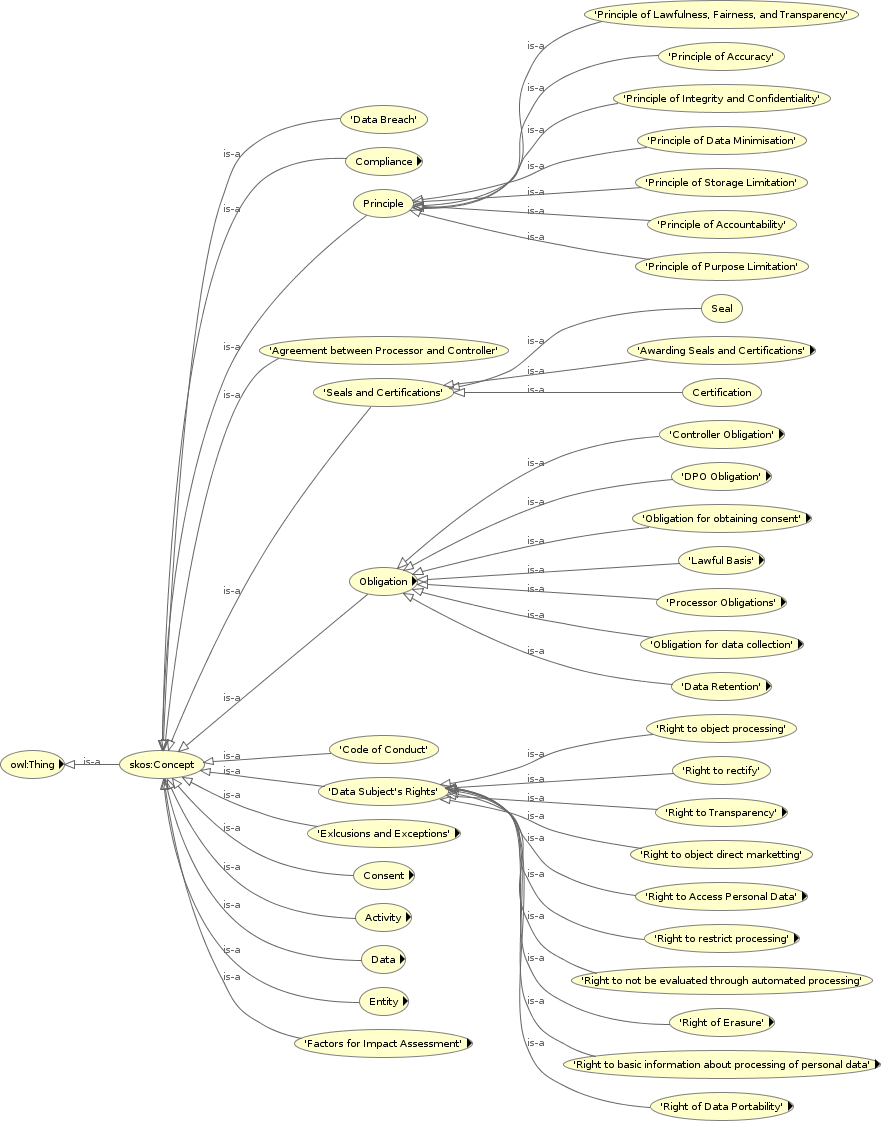 'Principle of Lawfulness, Fairness, and Transparency'
is-a
'Principle of Accuracy'
is-a
'Principle of Integrity and Confidentiality'
'Data Breach'
is-a
'Principle of Data Minimisation'
is-a
Compliance
is-a
'Principle of Storage Limitation'
is-a
Principle
is-a
is-a
'Principle of Accountability'
is-a
'Principle of Purpose Limitation'
Seal
is-a
is-a
'Agreement between Processor and Controller'
'Awarding Seals and Certifications'
is-a
is-a
'Seals and Certifications'
is-a
Certification
'Controller Obligation'
is-a
'DPO Obligation'
is-a
'Obligation for obtaining consent'
is-a
'Lawful Basis'
is-a
Obligation
is-a
is-a
'Processor Obligations'
is-a
'Obligation for data collection'
is-a
'Data Retention'
is-a
'Right to object processing'
'Code of Conduct'
is-a
is-a
owl:Thing
is-a
skos:Concept
is-a
'Right to rectify'
is-a
'Data Subject's Rights'
is-a
'Right to Transparency'
is-a
is-a
'Exlcusions and Exceptions'
is-a
'Right to object direct marketting'
is-a
Consent
is-a
'Right to Access Personal Data'
is-a
Activity
is-a
'Right to restrict processing'
is-a
Data
is-a
'Right to not be evaluated through automated processing'
is-a
Entity
is-a
'Right of Erasure'
'Factors for Impact Assessment'
is-a
'Right to basic information about processing of personal data'
'Right of Data Portability'